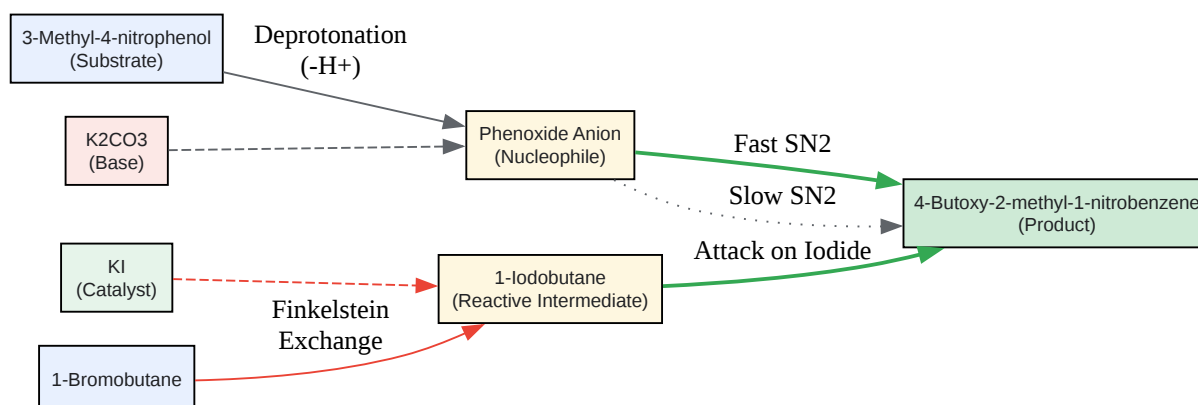 3-Methyl-4-nitrophenol
(Substrate)
Deprotonation
(-H+)
K2CO3
(Base)
Phenoxide Anion
(Nucleophile)
Fast SN2
Slow SN2
4-Butoxy-2-methyl-1-nitrobenzene
(Product)
Attack on Iodide
KI
(Catalyst)
1-Iodobutane
(Reactive Intermediate)
Finkelstein
Exchange
1-Bromobutane